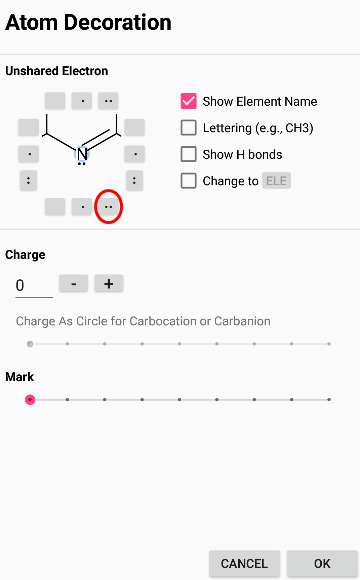 Atom Decoration
Unshared Electron
Show Element Name
Lettering (e.g., CH3)
Show H bonds
Change to ELE
N
Charge
0 - +
Charge As Circle for Carbocation or Carbanion
Mark
CANCEL OK